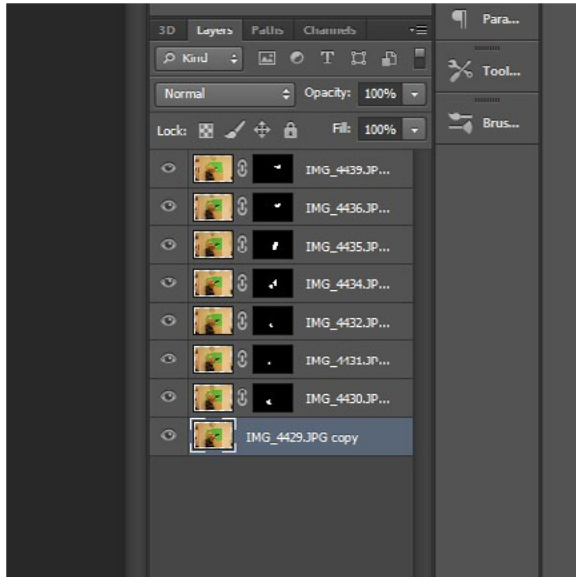 3D Layers Paths Channels
Para...
Kind T
Tool...
Normal Opacity: 100%
Lock: Fill: 100%
Brus...
IMG_4439.JP...
IMG_4436.JP...
IMG_4435.JP...
IMG_4434.JP...
IMG_4432.JP...
IMG_4431.JP...
IMG_4430.JP...
IMG_4429.JPG copy